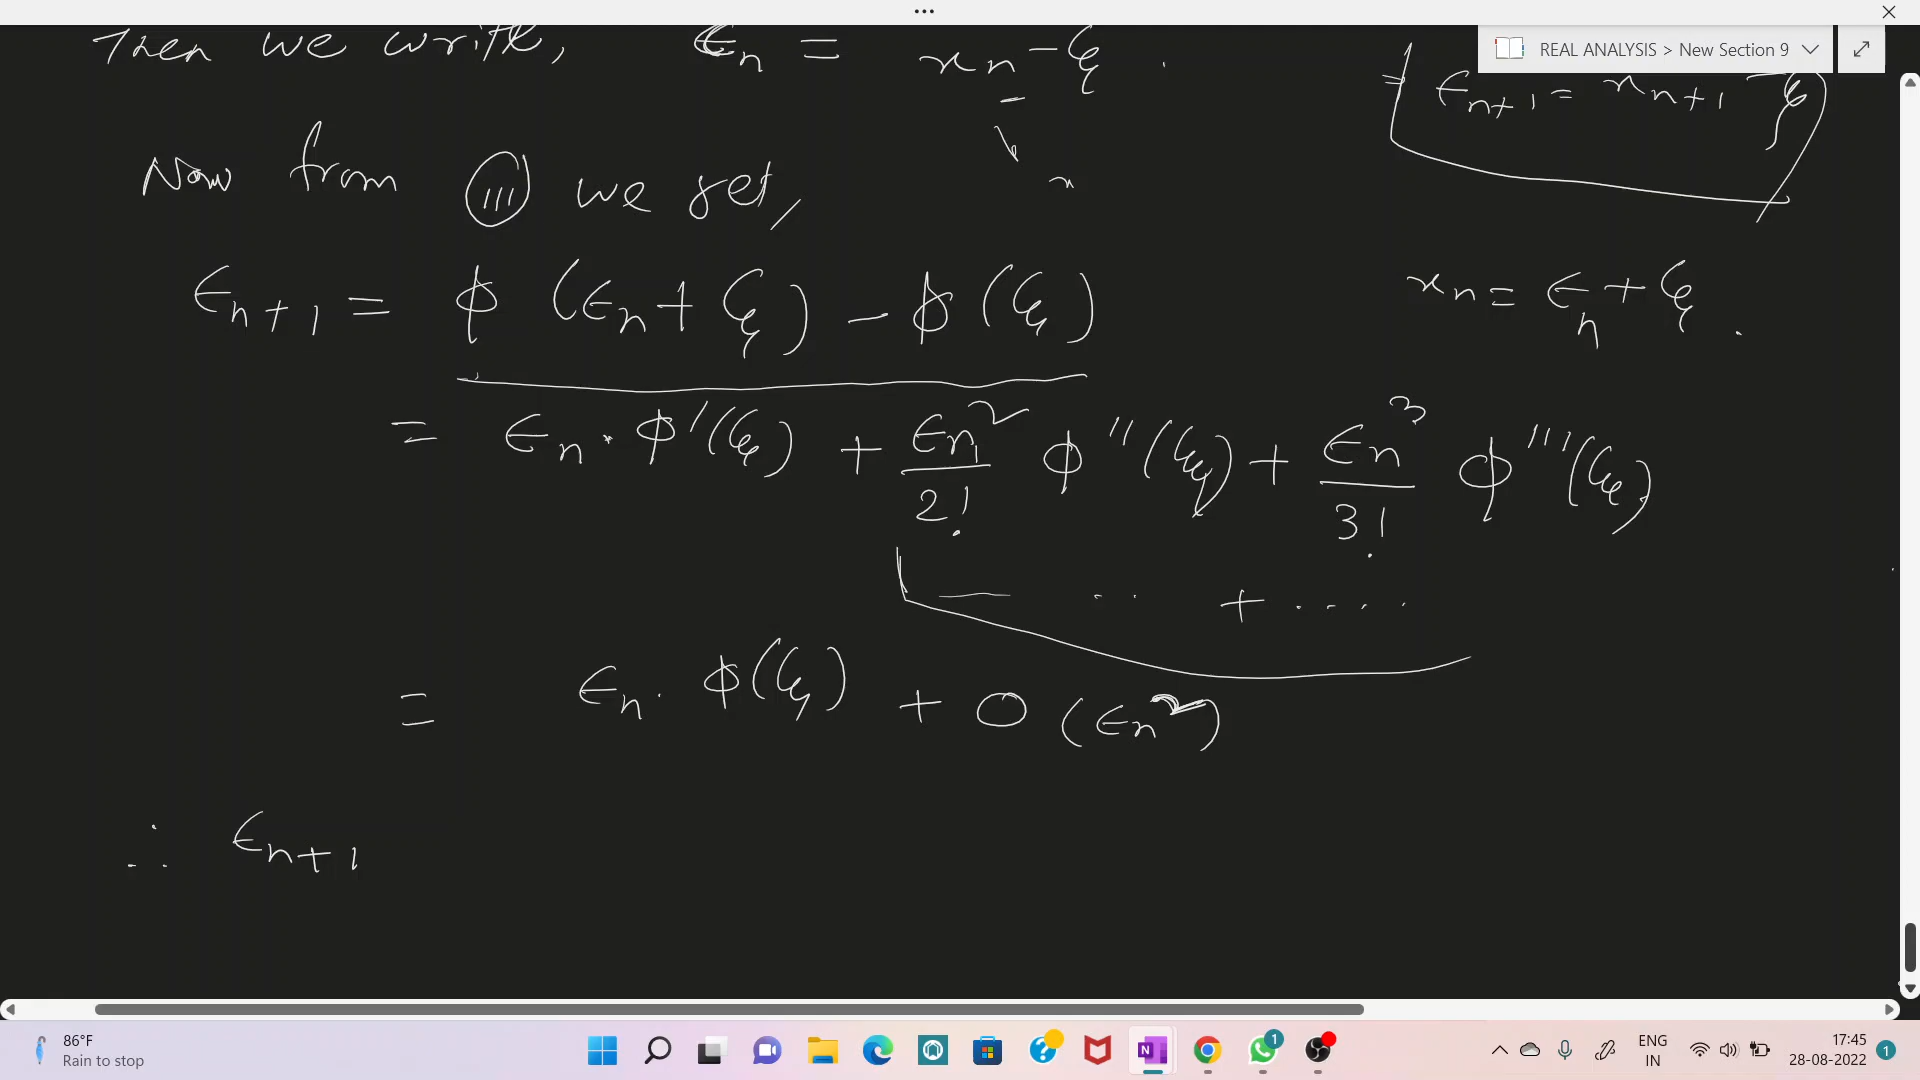 REAL ANALYSIS > New Section 9
Then we write, ϵn = xn - ξ .
⇒ ϵn+1 = xn+1 - ξ
Now from (III) we get,
ϵn+1 = ϕ (ϵn + ξ) - ϕ(ξ)
xn = ϵn + ξ .
= ϵn . ϕ'(ξ) + ϵn²/2! ϕ''(ξ) + ϵn³/3! ϕ'''(ξ)
— .. + ....
= ϵn . ϕ(ξ) + O(ϵn²)
∴ ϵn+1
86°F
Rain to stop
1
ENG
IN
17:45
28-08-2022
1